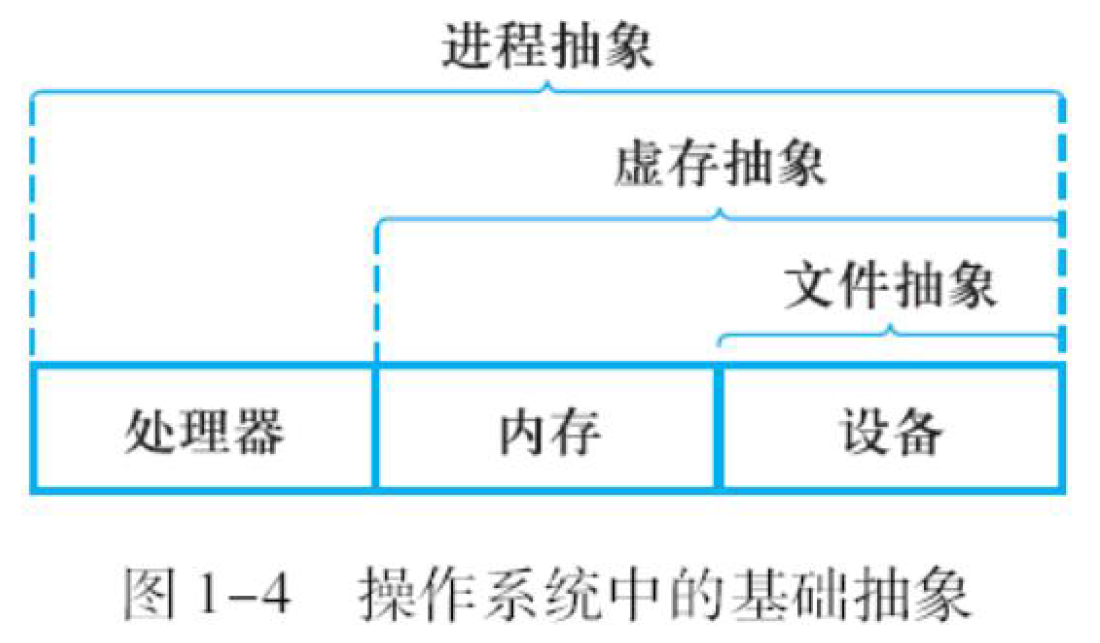 进程抽象
虚存抽象
文件抽象
处理器 内存 设备
图1-4 操作系统中的基础抽象